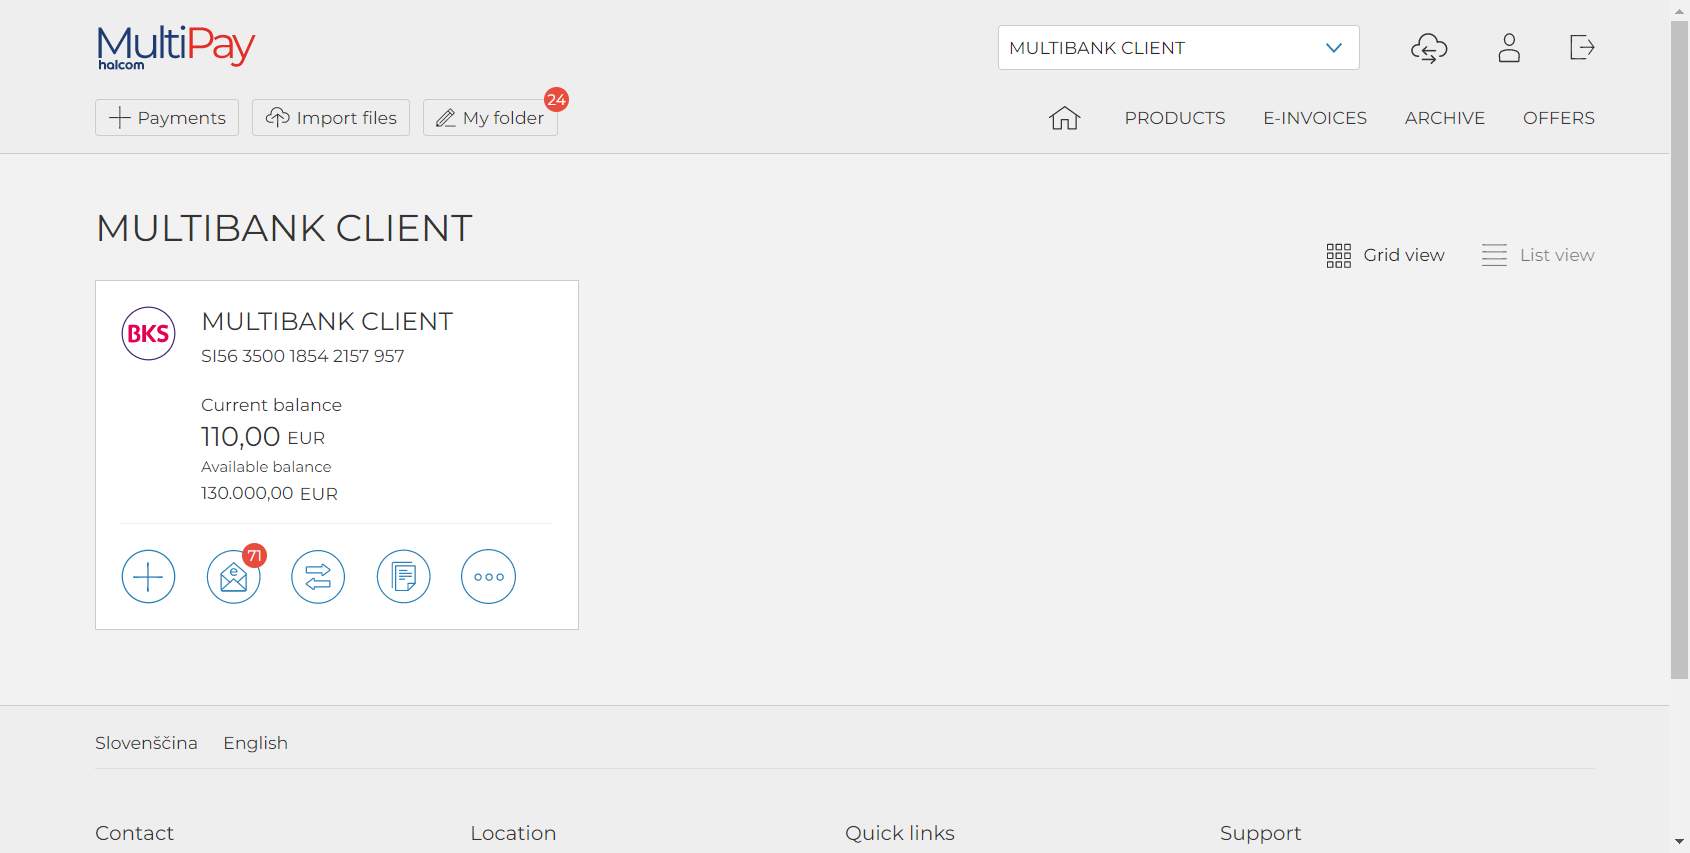 MultiPay
halcom
MULTIBANK CLIENT
Payments
Import files
My folder
24
PRODUCTS
E-INVOICES
ARCHIVE
OFFERS
MULTIBANK CLIENT
Grid view
List view
BKS
MULTIBANK CLIENT
SI56 3500 1854 2157 957
Current balance
110,00 EUR
Available balance
130.000,00 EUR
e
71
Slovenščina
English
Contact
Location
Quick links
Support